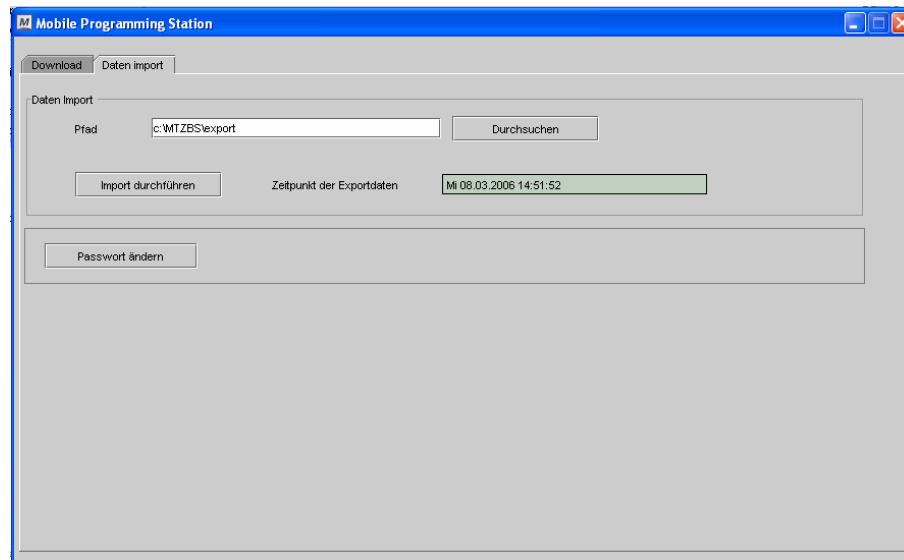 M Mobile Programming Station
Download Daten import
Daten Import
Pfad c:\MTZBS\export Durchsuchen
Import durchführen Zeitpunkt der Exportdaten Mi 08.03.2006 14:51:52
Passwort ändern